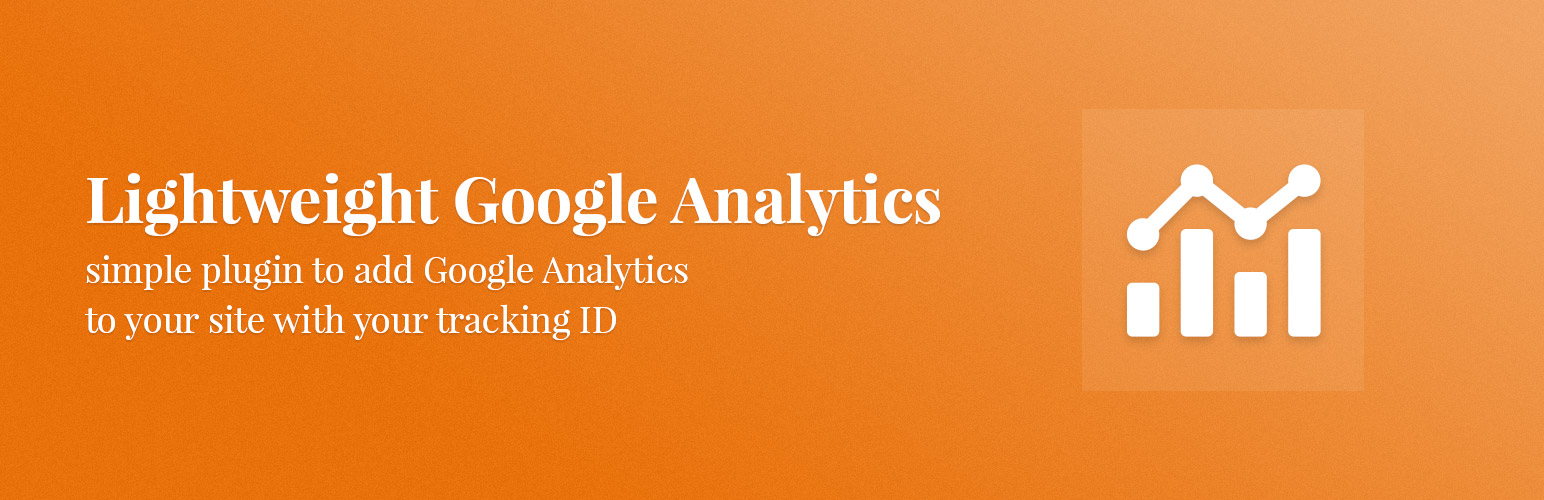 Lightweight Google Analytics
simple plugin to add Google Analytics
to your site with your tracking ID